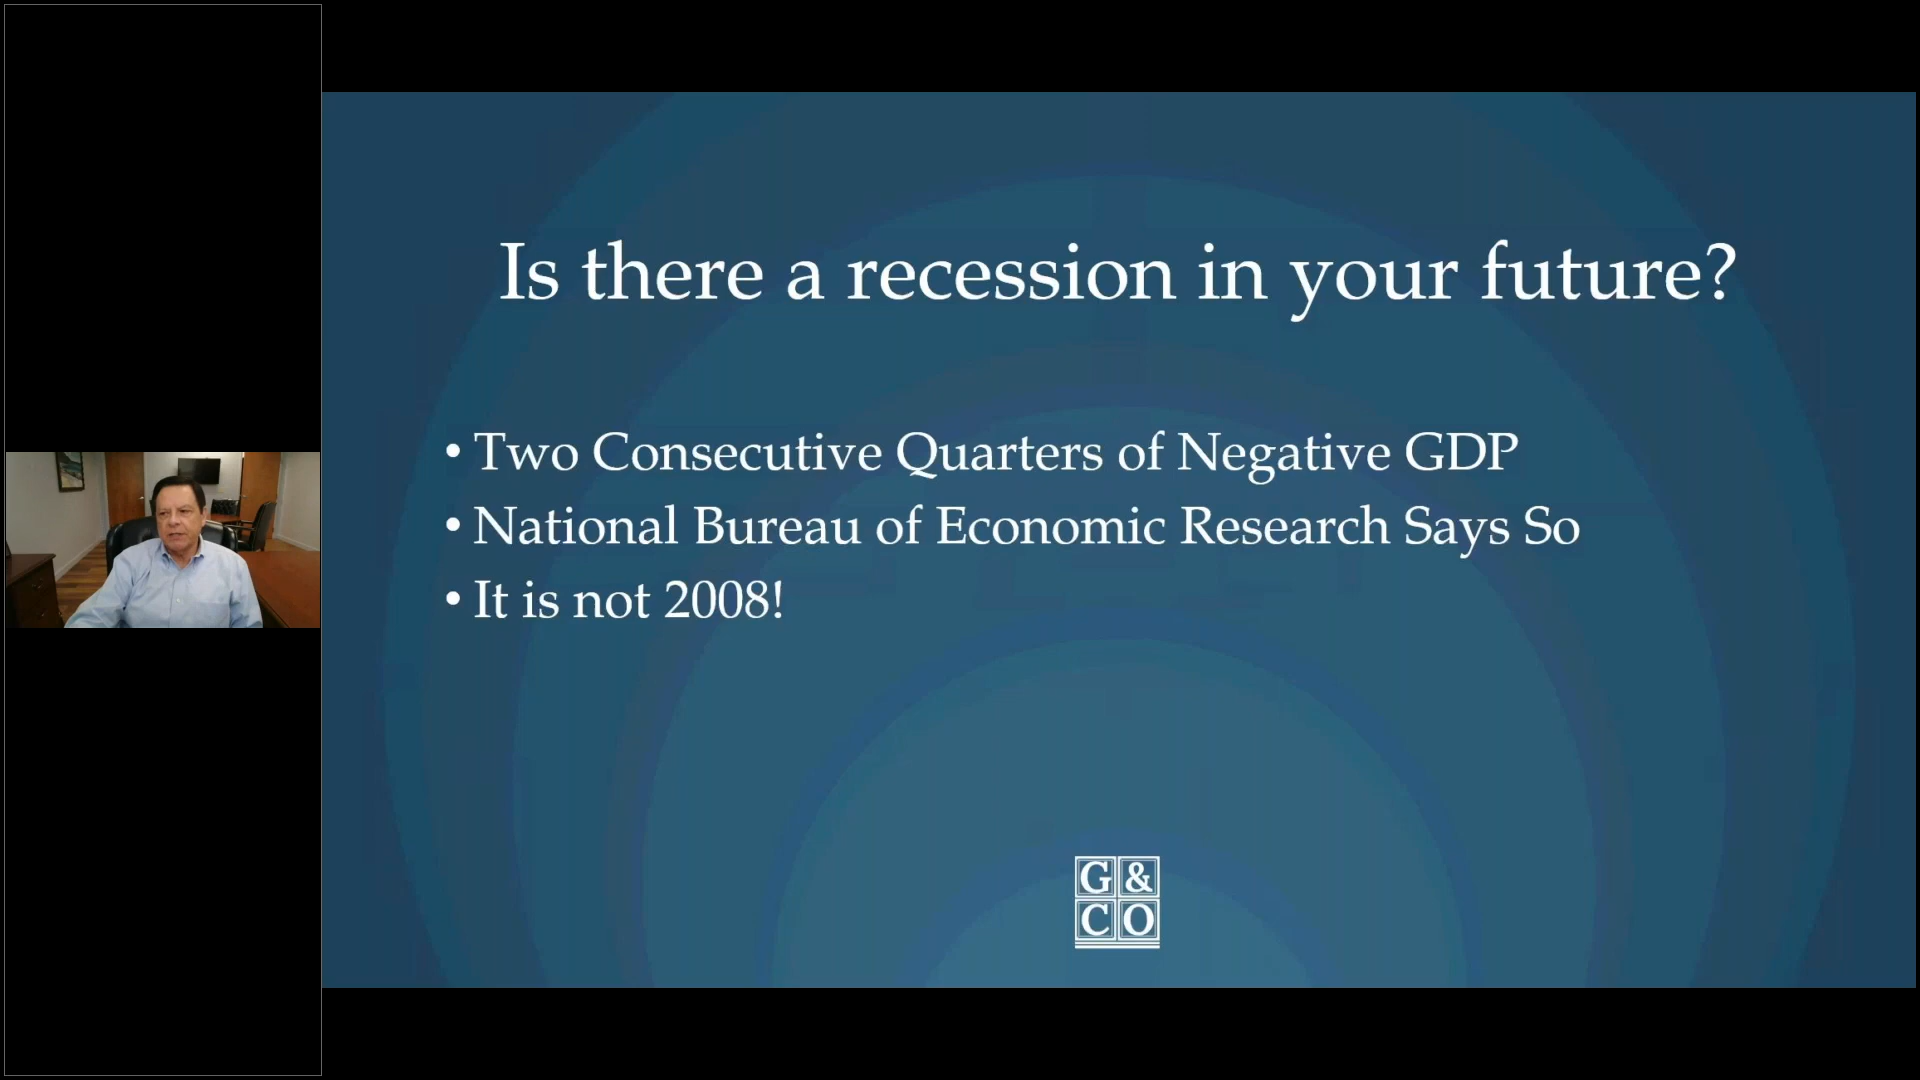 Is there a recession in your future?
• Two Consecutive Quarters of Negative GDP
• National Bureau of Economic Research Says So
• It is not 2008!
G &
CO